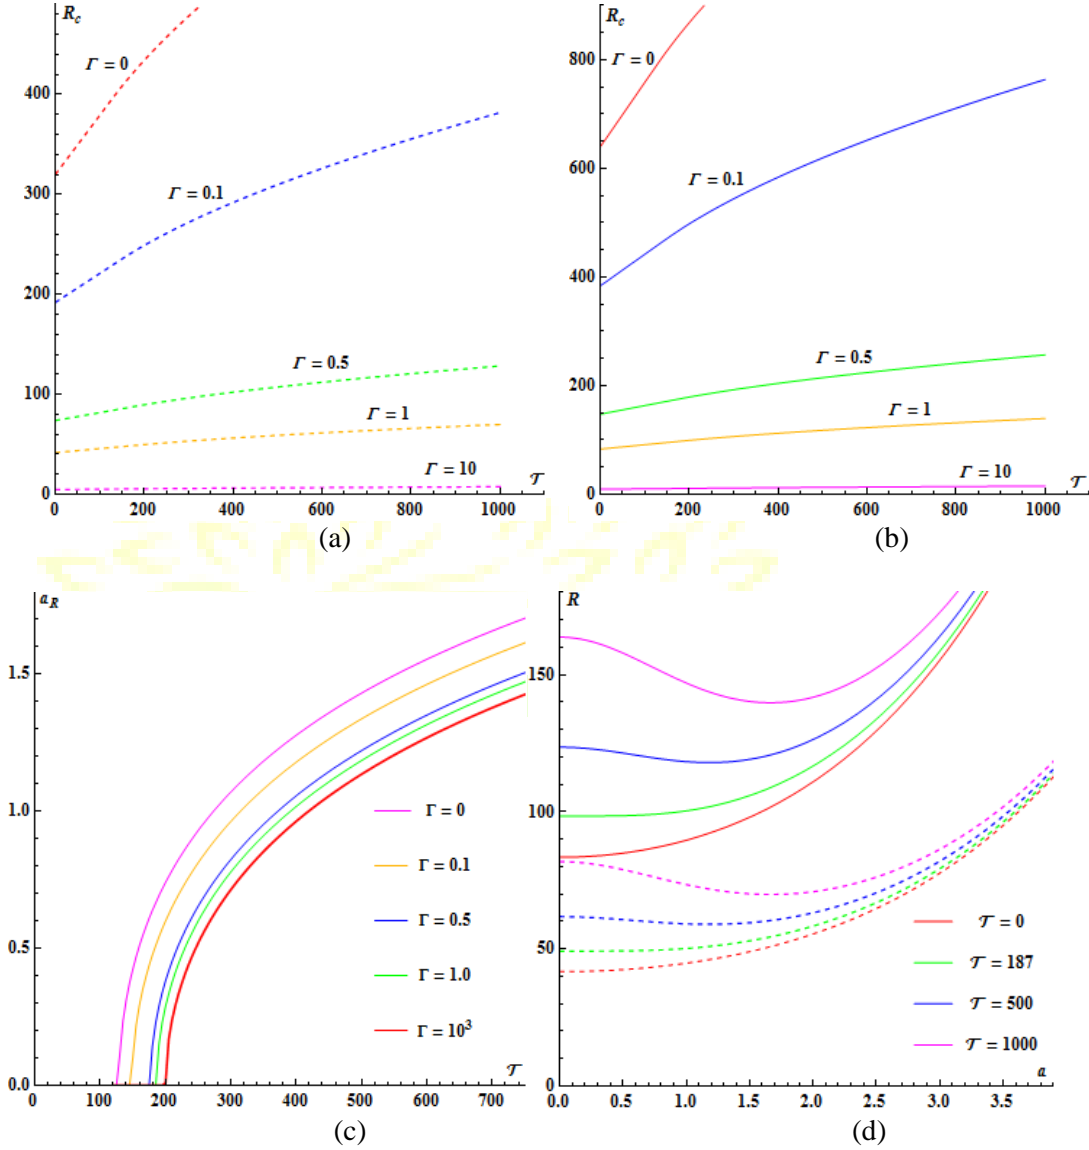 R_c
Γ = 0
400
Γ = 0.1
300
200
Γ = 0.5
100
Γ = 1
Γ = 10
𝒯
0
0 200 400 600 800 1000
(a)
R_c
800
Γ = 0
600
Γ = 0.1
400
Γ = 0.5
200
Γ = 1
Γ = 10
𝒯
0
0 200 400 600 800 1000
(b)
a_R
1.5
1.0
Γ = 0
Γ = 0.1
0.5
Γ = 0.5
Γ = 1.0
Γ = 10³
0.0
𝒯
0 100 200 300 400 500 600 700
(c)
R
150
100
50
𝒯 = 0
𝒯 = 187
𝒯 = 500
𝒯 = 1000
0
a
0.0 0.5 1.0 1.5 2.0 2.5 3.0 3.5
(d)